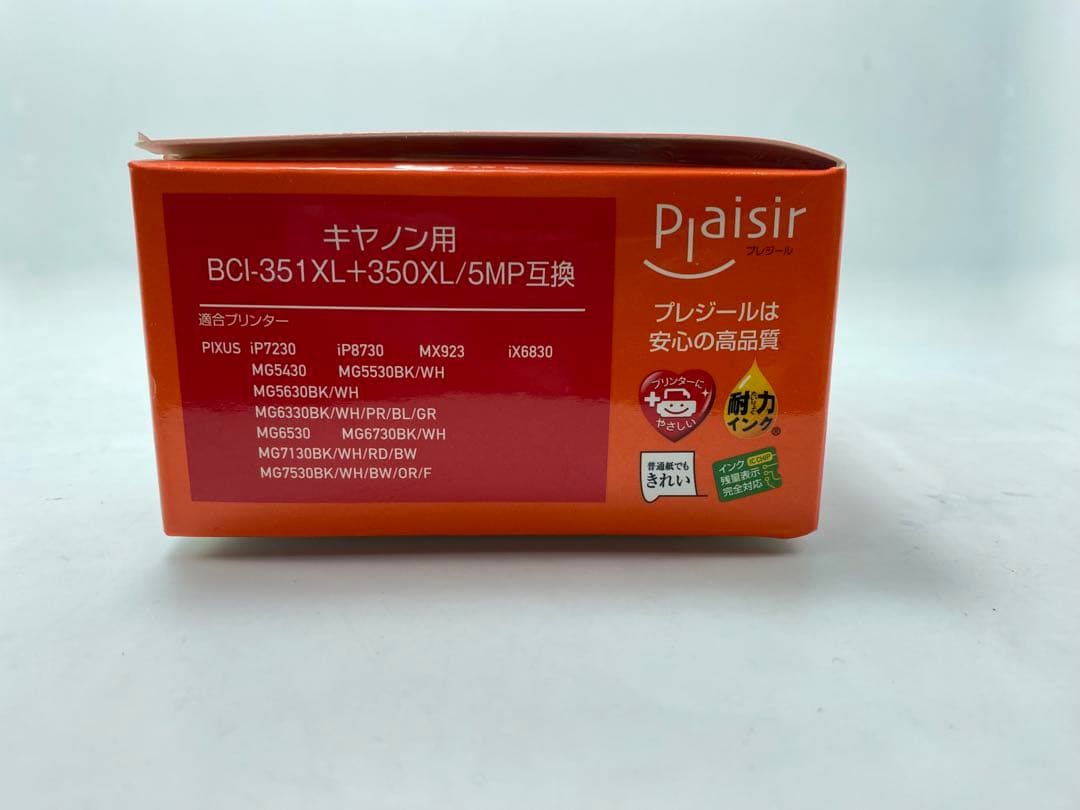 キヤノン用
BCI-351XL+350XL/5MP互換
適合プリンター
PIXUS iP7230 iP8730 MX923 iX6830
MG5430 MG5530BK/WH
MG5630BK/WH
MG6330BK/WH/PR/BL/GR
MG6530 MG6730BK/WH
MG7130BK/WH/RD/BW
MG7530BK/WH/BW/OR/F
Plaisir
プレジール
プレジールは
安心の高品質
プリンターに
やさしい
耐力
インク®
普通紙でも
きれい
IC CHIP
インク
残量表示
完全対応